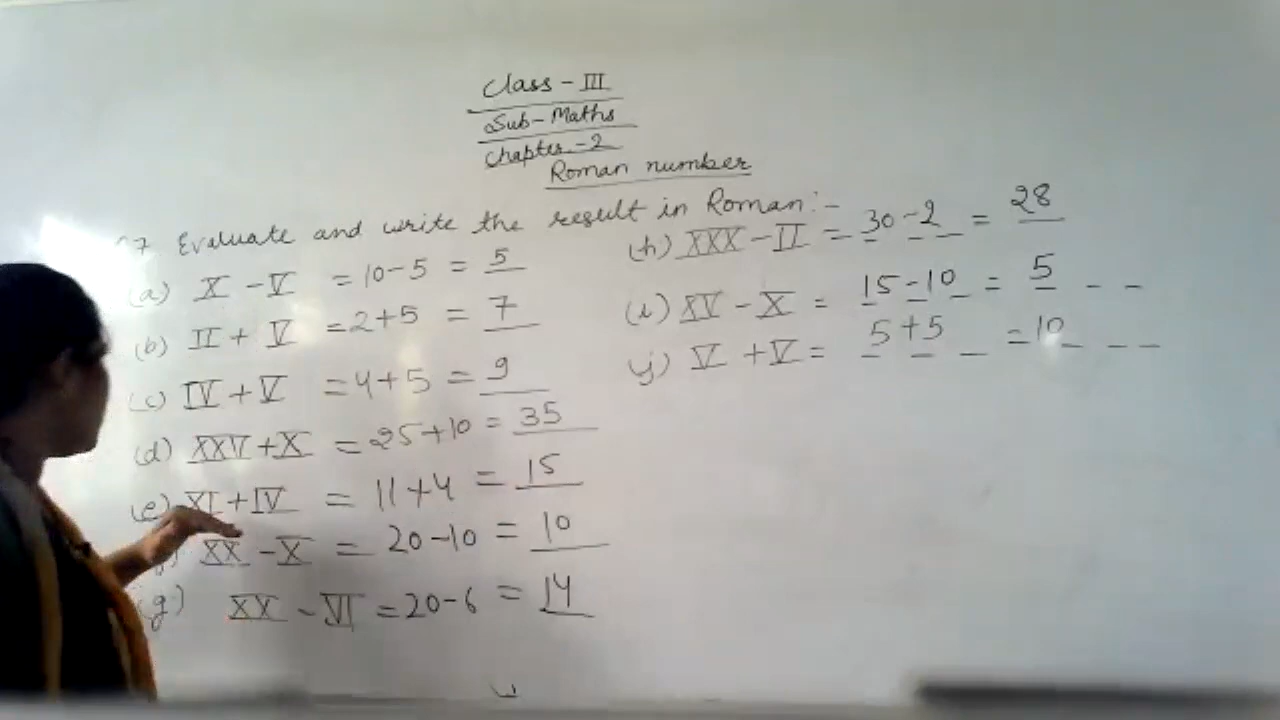 Class - III
Sub - Maths
Chapter - 2
Roman number
7 Evaluate and write the result in Roman :-
(a) X - V = 10 - 5 = 5
(b) II + V = 2 + 5 = 7
(c) IV + V = 4 + 5 = 9
(d) XXV + X = 25 + 10 = 35
(e) XI + IV = 11 + 4 = 15
XX - X = 20 - 10 = 10
(g) XX - VI = 20 - 6 = 14
(h) XXX - II = 30 - 2 = 28
(i) XV - X = 15 - 10 = 5
(j) V + V = 5 + 5 = 10